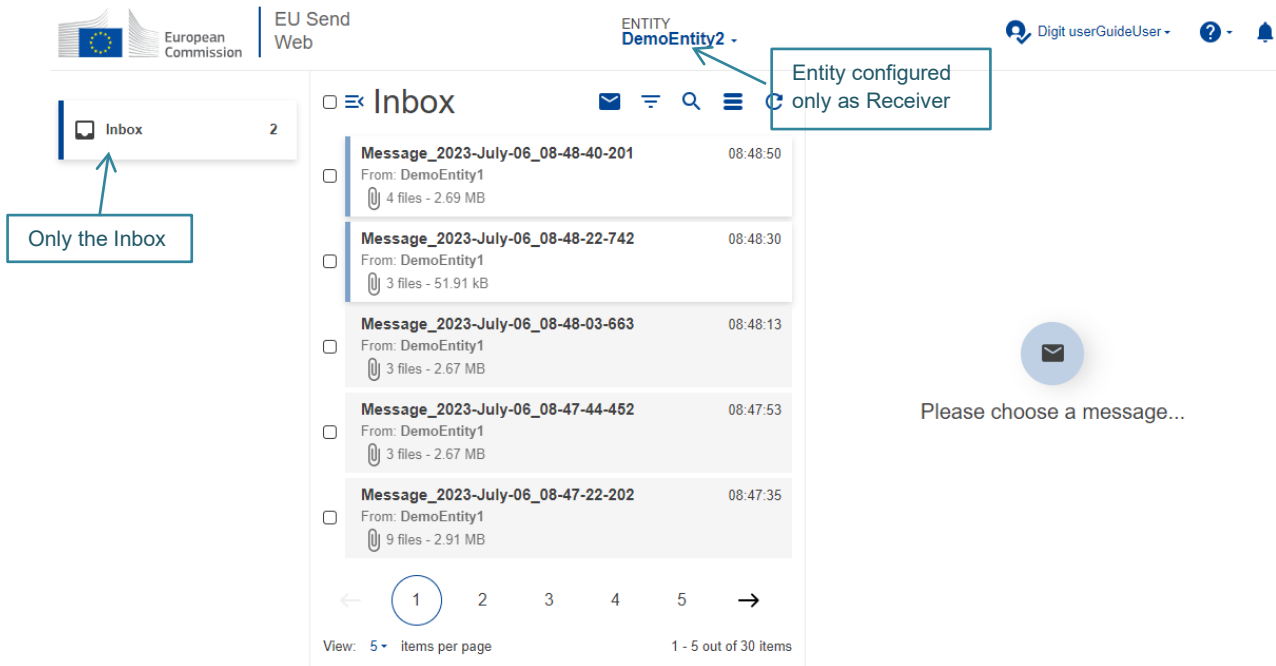 European
Commission
EU Send
Web
ENTITY
DemoEntity2
Digit userGuideUser
?
Entity configured
only as Receiver
Inbox 2
Only the Inbox
Inbox
Message_2023-July-06_08-48-40-201 08:48:50
From: DemoEntity1
4 files - 2.69 MB
Message_2023-July-06_08-48-22-742 08:48:30
From: DemoEntity1
3 files - 51.91 kB
Message_2023-July-06_08-48-03-663 08:48:13
From: DemoEntity1
3 files - 2.67 MB
Message_2023-July-06_08-47-44-452 08:47:53
From: DemoEntity1
3 files - 2.67 MB
Message_2023-July-06_08-47-22-202 08:47:35
From: DemoEntity1
9 files - 2.91 MB
1 2 3 4 5
View: 5 items per page 1 - 5 out of 30 items
Please choose a message...